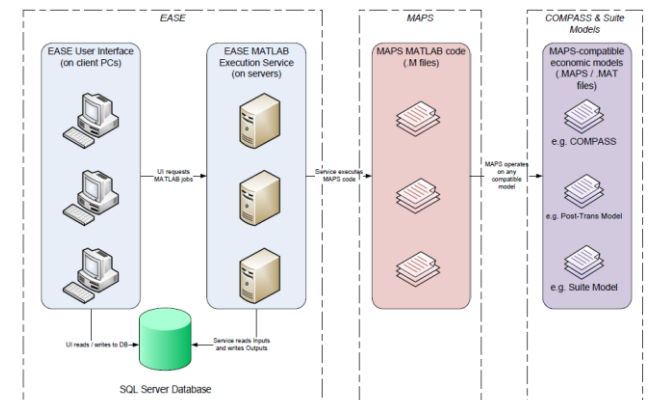 EASE
MAPS
COMPASS & Suite
Models
EASE User Interface
(on client PCs)
EASE MATLAB
Execution Service
(on servers)
MAPS MATLAB code
(.M files)
MAPS-compatible
economic models
(.MAPS / .MAT
files)
UI requests
MATLAB jobs
Service executes
MAPS code
MAPS operates
on any
compatible
model
e.g. COMPASS
e.g. Post-Trans Model
e.g. Suite Model
UI reads / writes to DB
Service reads Inputs
and writes Outputs
SQL Server Database